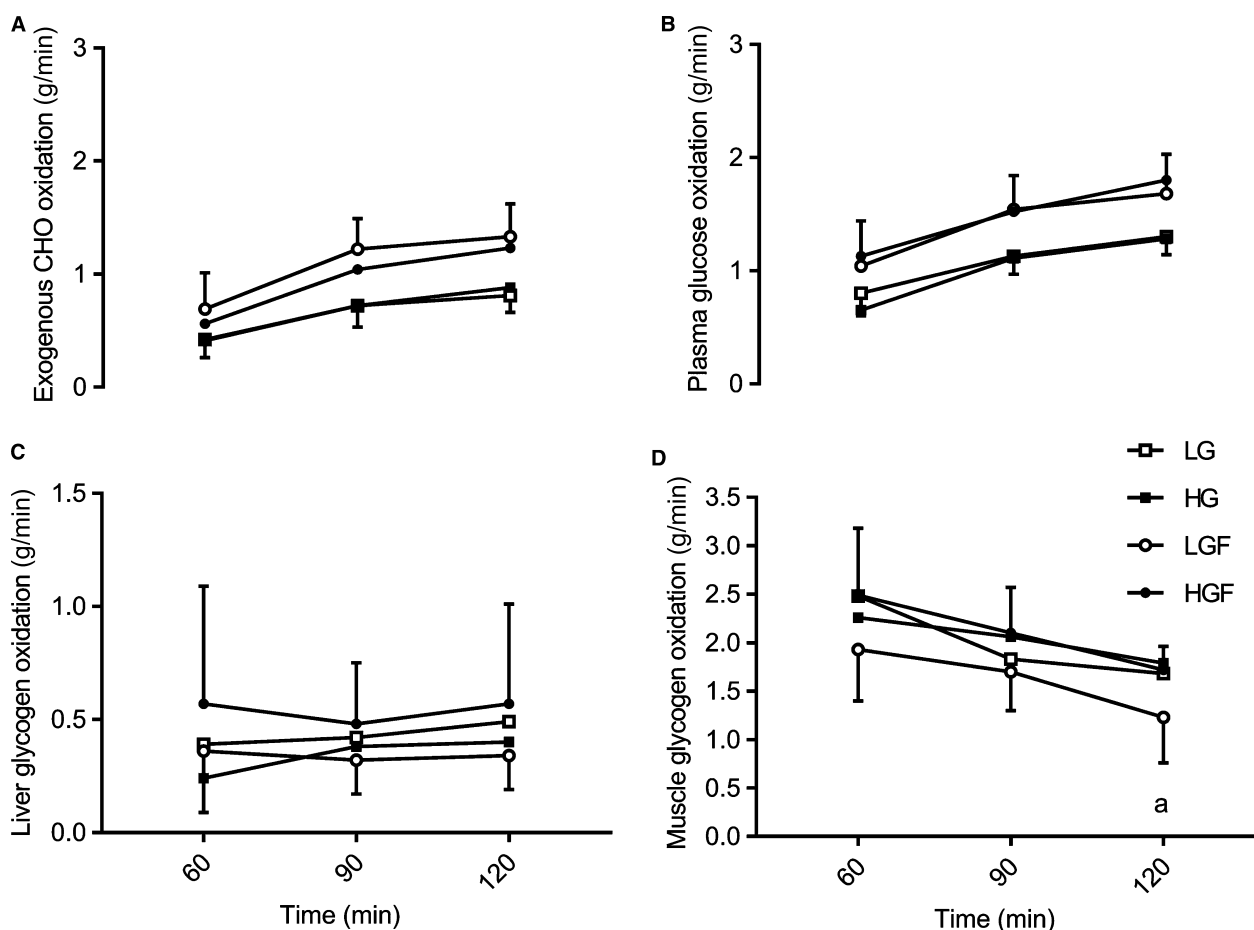 A
Exogenous CHO oxidation (g/min)
3
2
1
0
B
Plasma glucose oxidation (g/min)
3
2
1
0
C
Liver glycogen oxidation (g/min)
1.5
1.0
0.5
0.0
60
90
120
Time (min)
D
Muscle glycogen oxidation (g/min)
3.5
3.0
2.5
2.0
1.5
1.0
0.5
0.0
LG
HG
LGF
HGF
a
60
90
120
Time (min)